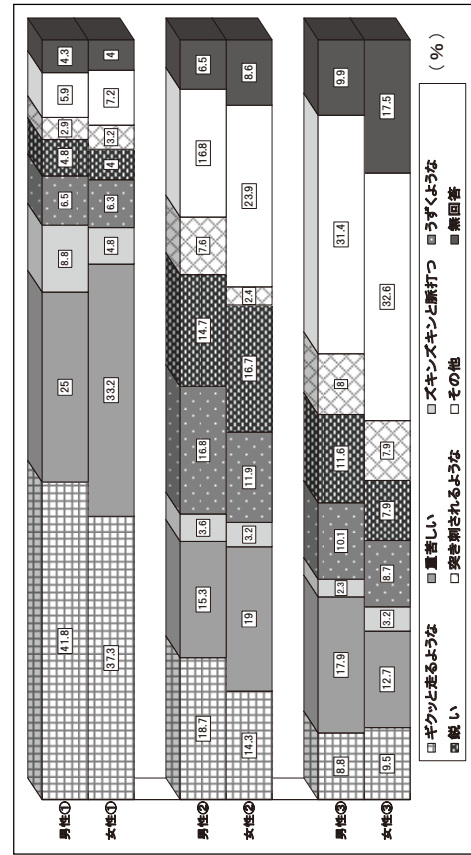 男性① 41.8 25 8.8 6.5 4.8 2.9 5.9 4.3
女性① 37.3 33.2 4.8 6.3 4 3.2 7.2 4
男性② 18.7 15.3 3.6 16.8 14.7 7.6 16.8 6.5
女性② 14.3 19 3.2 11.9 16.7 2.4 23.9 8.6
男性③ 8.8 17.9 2.3 10.1 11.6 8 31.4 9.9
女性③ 9.5 12.7 3.2 8.7 7.9 7.9 32.6 17.5
(%)
ギクッと走るような 重苦しい ズキンズキンと脈打つ うずくような
鋭い 突き刺されるような その他 無回答